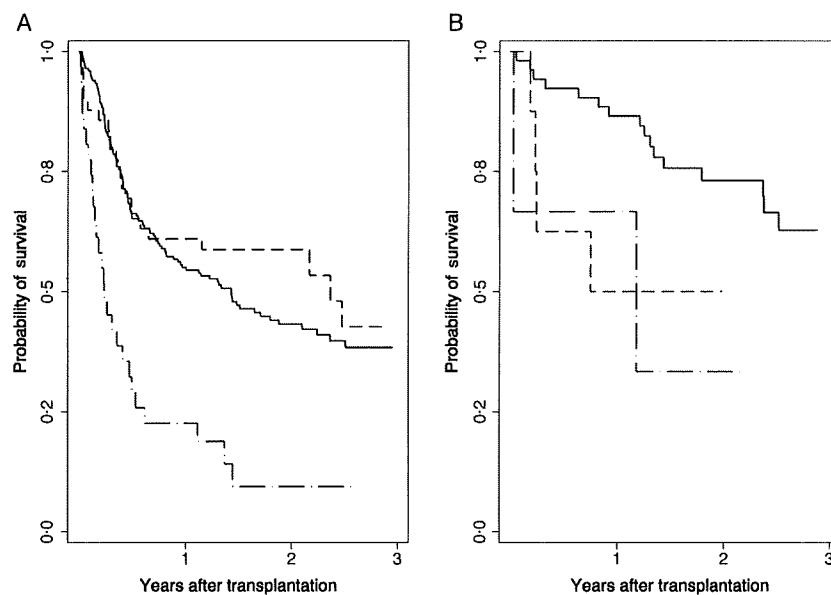 A
Probability of survival
1·0
0·8
0·5
0·2
0·0
1 2 3
Years after transplantation
B
Probability of survival
1·0
0·8
0·5
0·2
0·0
1 2 3
Years after transplantation